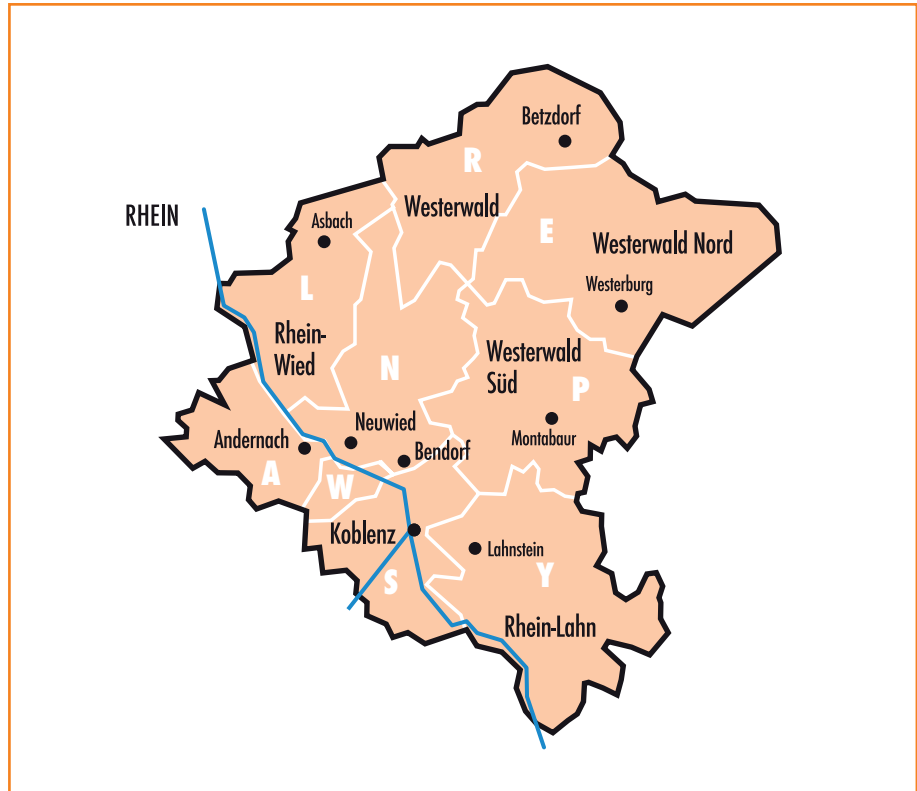 Betzdorf
R
Westerwald
RHEIN
Asbach
E
Westerwald Nord
L
Westerburg
Rhein-
Wied
Westerwald
Süd
N
P
Neuwied
Montabaur
Andernach
Bendorf
A
W
Koblenz
Lahnstein
S
Y
Rhein-Lahn